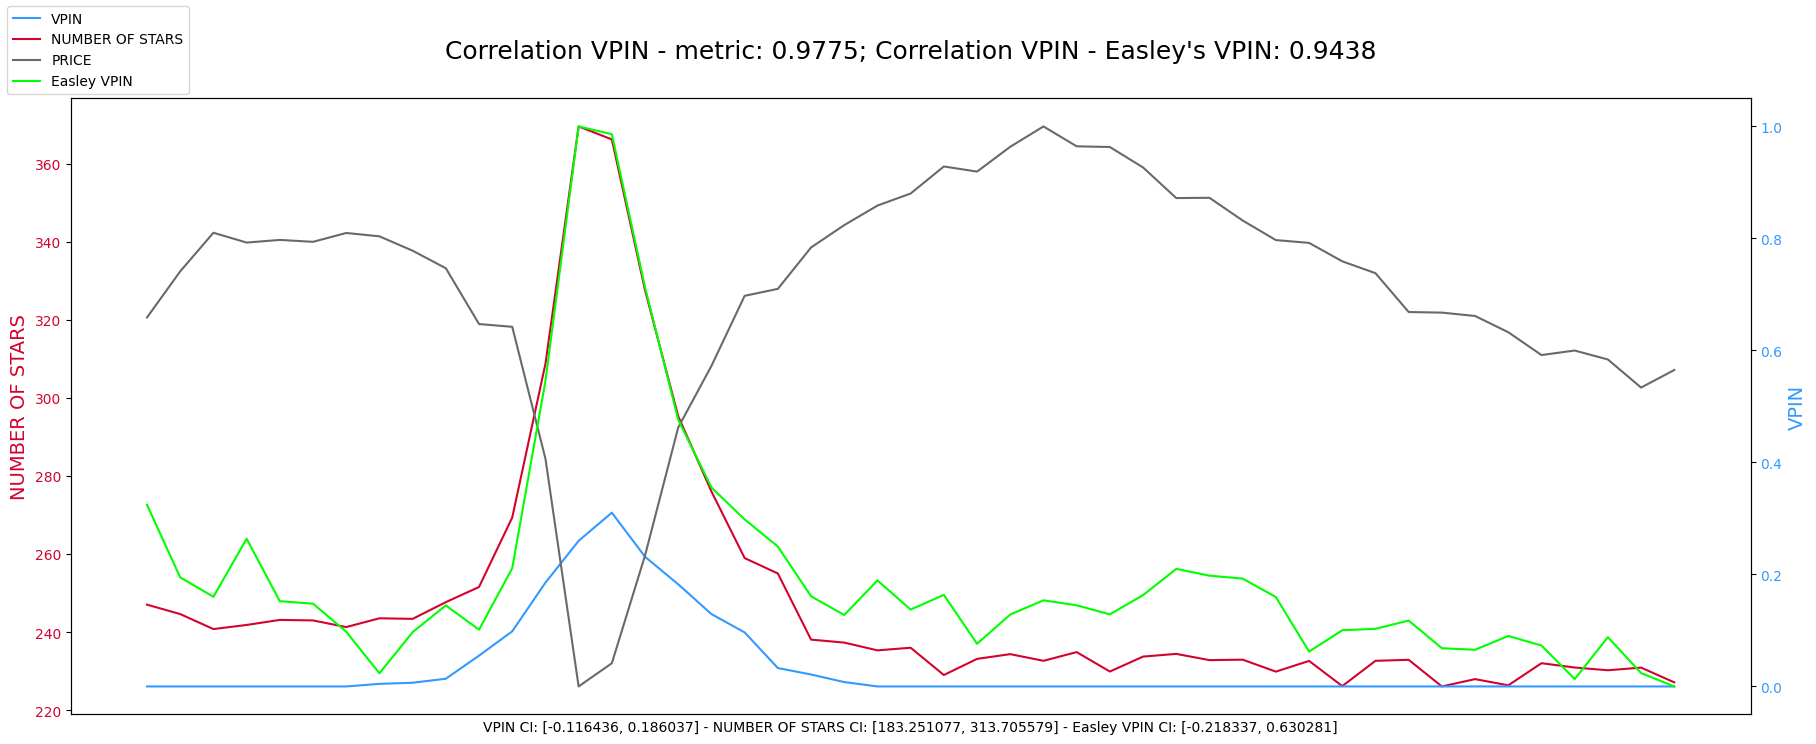 VPIN
NUMBER OF STARS
PRICE
Easley VPIN
Correlation VPIN - metric: 0.9775; Correlation VPIN - Easley's VPIN: 0.9438
NUMBER OF STARS
360
340
320
300
280
260
240
220
1.0
0.8
0.6
0.4
0.2
0.0
VPIN
VPIN CI: [-0.116436, 0.186037] - NUMBER OF STARS CI: [183.251077, 313.705579] - Easley VPIN CI: [-0.218337, 0.630281]